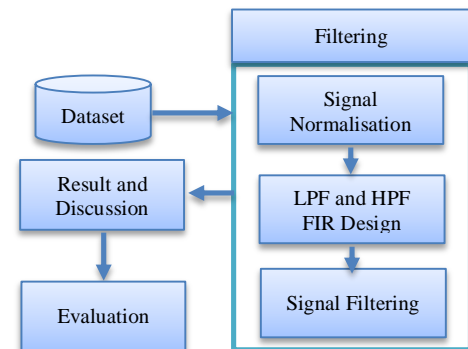 Filtering
Dataset
Signal
Normalisation
LPF and HPF
FIR Design
Signal Filtering
Result and
Discussion
Evaluation